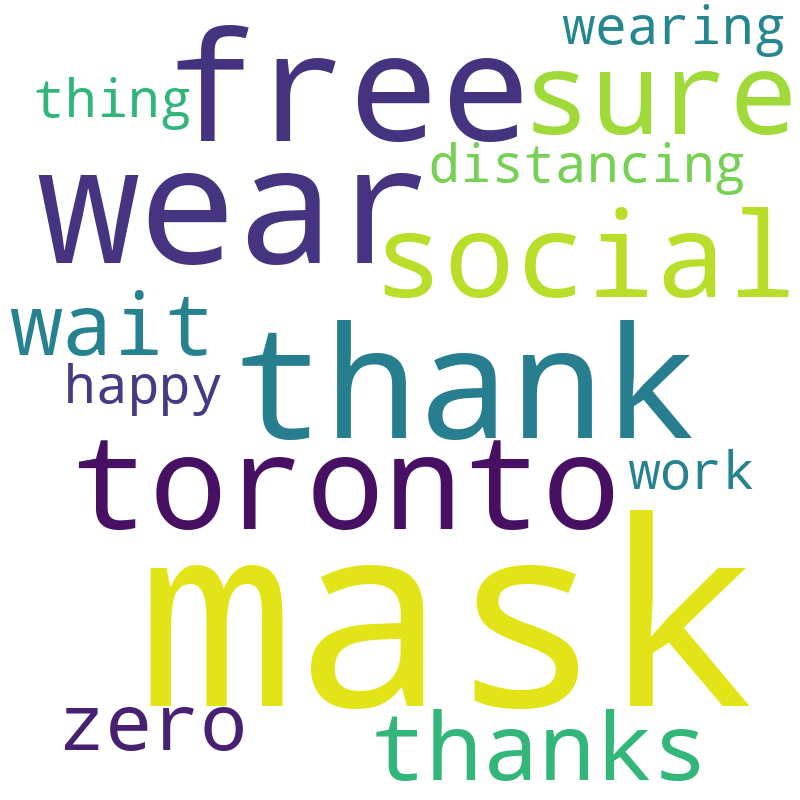 wearing
free
sure
thing
distancing
wear
social
wait
thank
happy
toronto
work
mask
zero
thanks